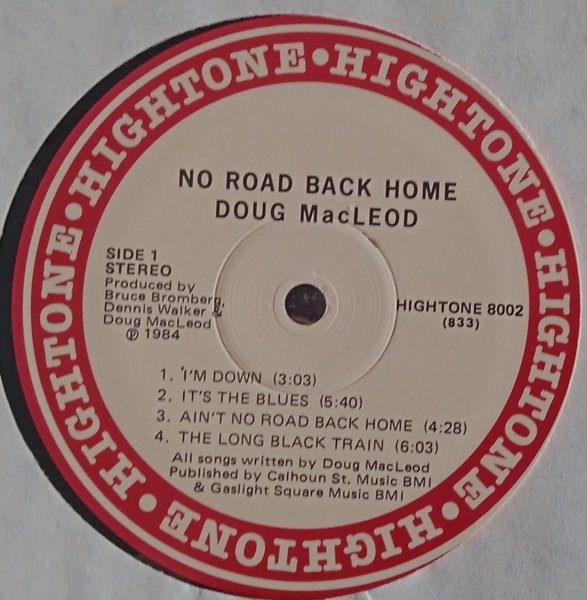 HIGHTONE • HIGHTONE • HIGHTONE • HIGHTONE • HIGHTONE • HIGHTONE •
NO ROAD BACK HOME
DOUG MacLEOD
SIDE 1
STEREO
Produced by
Bruce Bromberg,
Dennis Walker &
Doug MacLeod
℗ 1984
HIGHTONE 8002
(833)
1. 'I'M DOWN (3:03)
2. IT'S THE BLUES (5:40)
3. AIN'T NO ROAD BACK HOME (4:28)
4. THE LONG BLACK TRAIN (6:03)
All songs written by Doug MacLeod
Published by Calhoun St, Music BMI
& Gaslight Square Music BMI